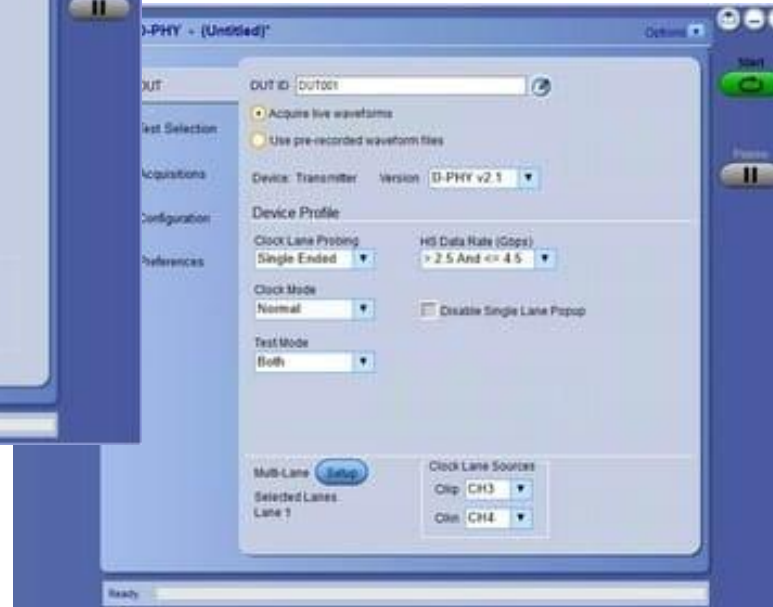 D-PHY - (Untitled)*
Options
Start
DUT
DUT ID DUT001
Acquire live waveforms
Test Selection
Use pre-recorded waveform files
Pause
Acquisitions
Device: Transmitter Version D-PHY v2.1
Configuration
Device Profile
Preferences
Clock Lane Probing HS Data Rate (Gbps)
Single Ended > 2.5 And <= 4.5
Clock Mode
Normal Disable Single Lane Popup
Test Mode
Both
Multi-Lane Setup Clock Lane Sources
Selected Lanes Clkp CH3
Lane 1 Clkn CH4
Ready